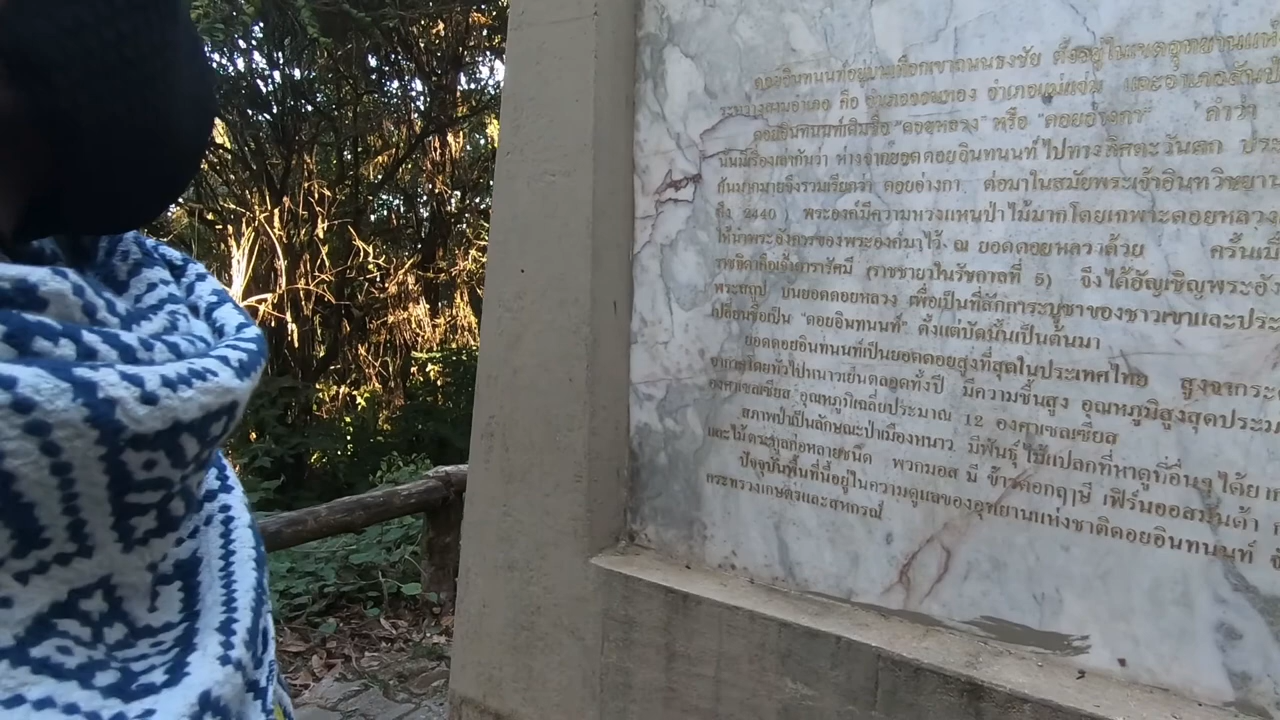 ดอยอินทนนท์อยู่บนเทือกเขาถนนธงชัย ตั้งอยู่ในเขตอุทยานแห่
ระหว่างสามอำเภอ คือ อำเภอจอมทอง อำเภอแม่แจ่ม และอำเภอสันป่
ดอยอินทนนท์เดิมชื่อ "ดอยหลวง" หรือ "ดอยอ่างกา" คำว่า
นั้นมีเรื่องเล่ากันว่า ห่างจากยอดดอยอินทนนท์ไปทางทิศตะวันตก ประ
กันมากมายจึงรวมเรียกว่า ดอยอ่างกา ต่อมาในสมัยพระเจ้าอินทวิชยาน
ถึง 2440 ) พระองค์มีความหวงแหนป่าไม้มากโดยเฉพาะดอยหลวง
ให้นำพระอังคารของพระองค์มาไว้ ณ ยอดดอยหลวงด้วย ครั้นเมื่
ราชธิดาคือเจ้าดารารัศมี (ราชชายาในรัชกาลที่ 5) จึงได้อัญเชิญพระอัง
พระสถูป บนยอดดอยหลวง เพื่อเป็นที่สักการะบูชาของชาวเขาและประ
เปลี่ยนชื่อเป็น "ดอยอินทนนท์" ตั้งแต่บัดนั้นเป็นต้นมา
ยอดดอยอินทนนท์เป็นยอดดอยสูงที่สุดในประเทศไทย สูงจากระ
อากาศโดยทั่วไปหนาวเย็นตลอดทั้งปี มีความชื้นสูง อุณหภูมิสูงสุดประม
องศาเซลเซียส อุณหภูมิเฉลี่ยประมาณ 12 องศาเซลเซียส
สภาพป่าเป็นลักษณะป่าเมืองหนาว มีพันธุ์ไม้แปลกที่หาดูที่อื่นๆ ได้ยาก
และไม้ตระกูลก่อหลายชนิด พวกมอส มี ข้าวตอกฤาษี เฟิร์นออสมันด้า
ปัจจุบันพื้นที่นี้อยู่ในความดูแลของอุทยานแห่งชาติดอยอินทนนท์
กระทรวงเกษตรและสหกรณ์